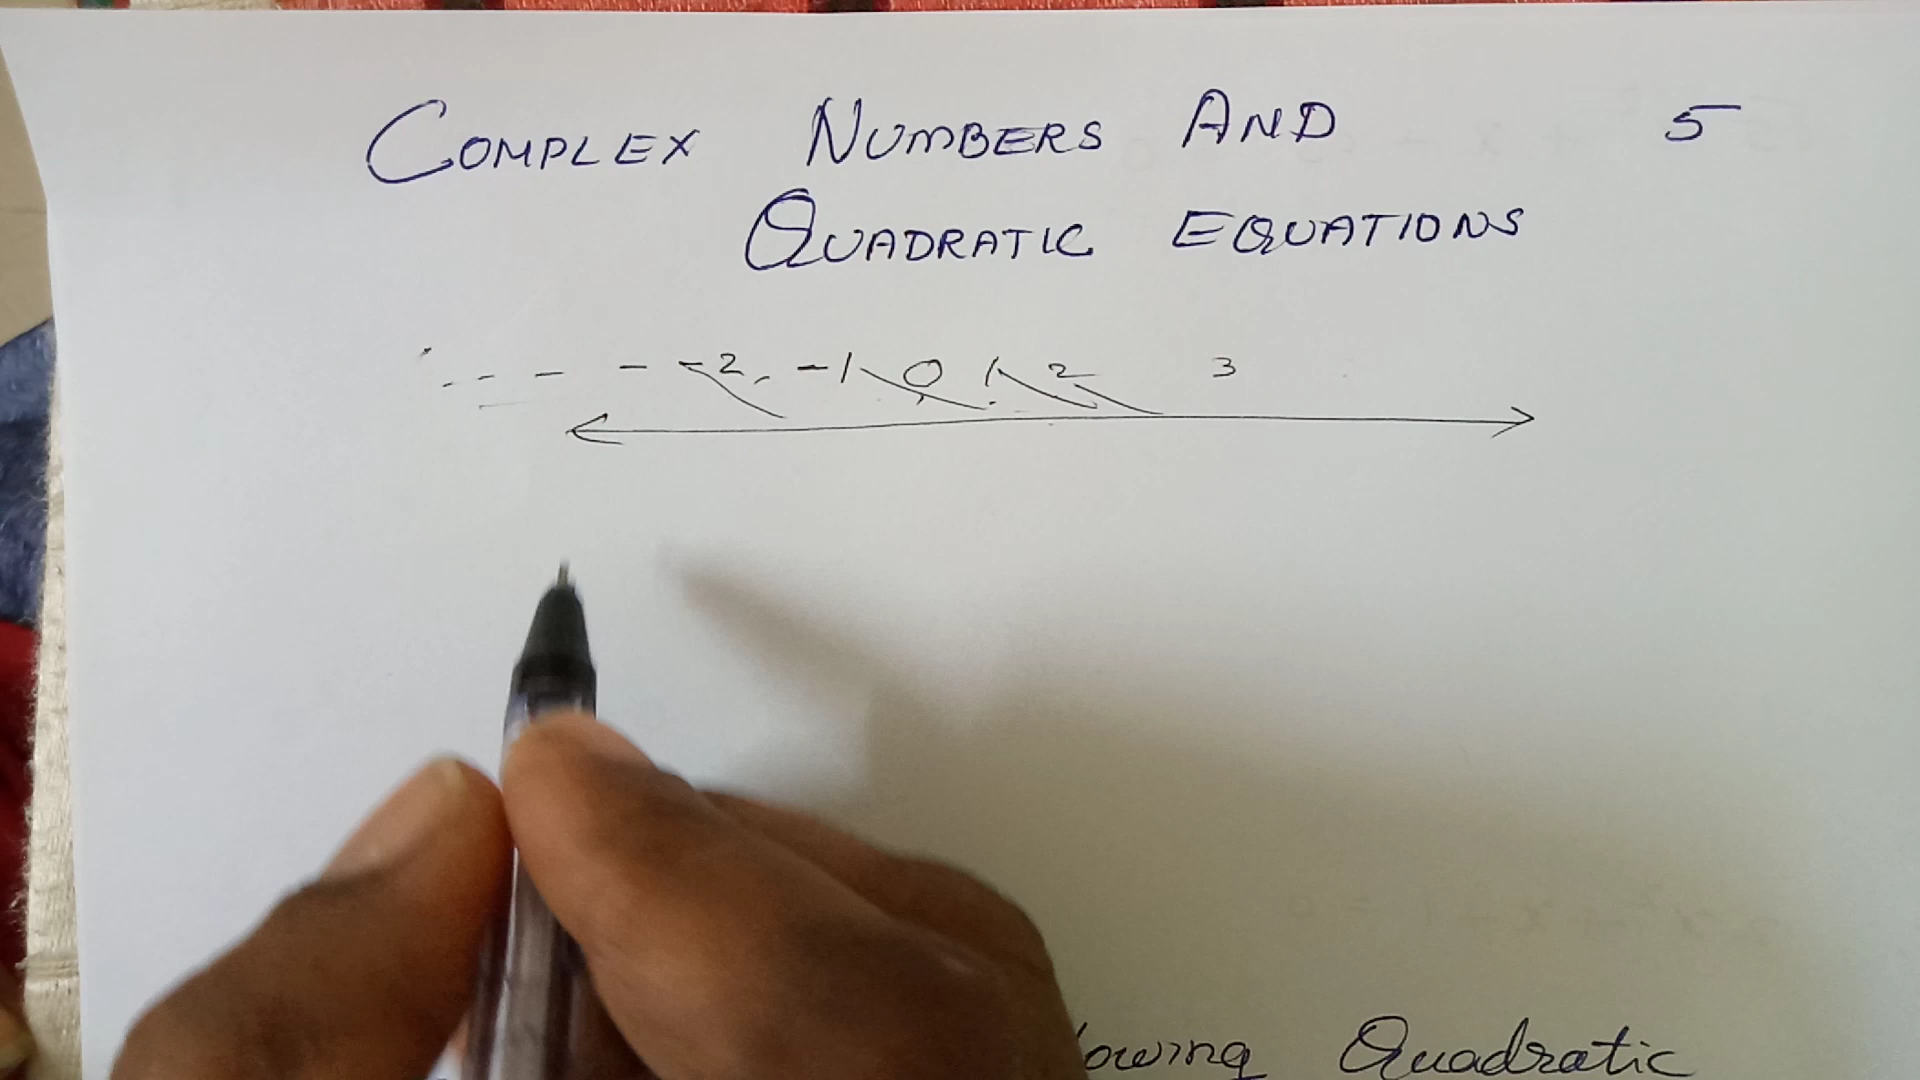 COMPLEX NUMBERS AND 5
QUADRATIC EQUATIONS
- - - - -2, -1 0 1 2 3
Quadratic